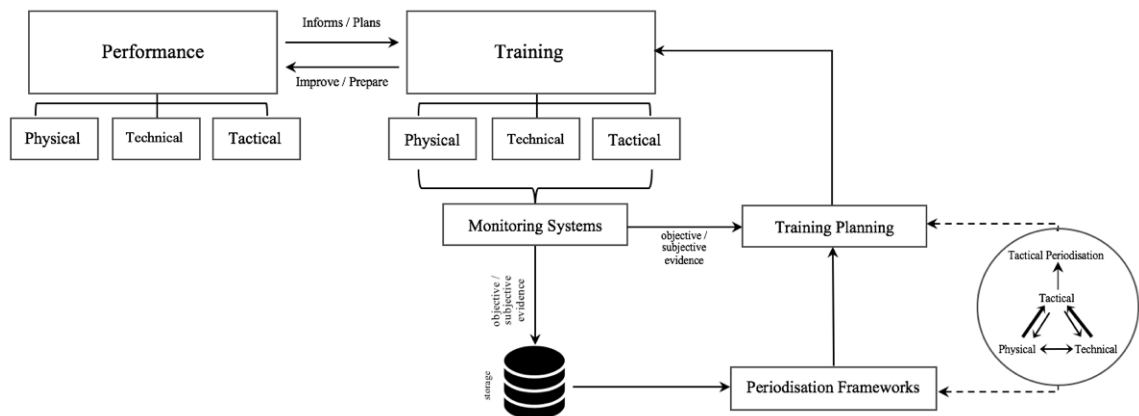 Performance
Informs / Plans
Improve / Prepare
Training
Physical
Technical
Tactical
Physical
Technical
Tactical
Monitoring Systems
objective /
subjective
evidence
Training Planning
objective /
subjective
evidence
storage
Periodisation Frameworks
Tactical Periodisation
Tactical
Physical
Technical